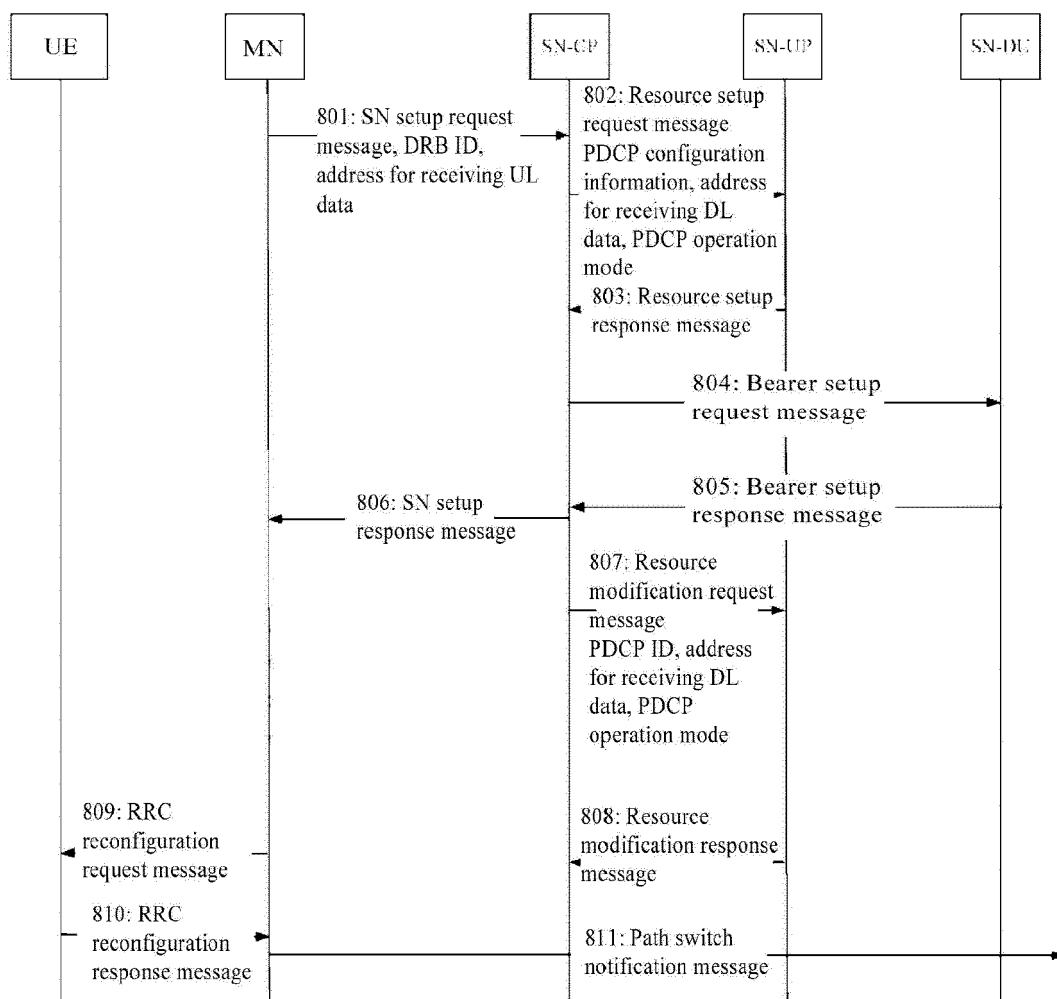 UE
MN
SN-CP
SN-UP
SN-DU
801: SN setup request
message, DRB ID,
address for receiving UL
data
802: Resource setup
request message
PDCP configuration
information, address
for receiving DL
data, PDCP operation
mode
803: Resource setup
response message
804: Bearer setup
request message
805: Bearer setup
response message
806: SN setup
response message
807: Resource
modification request
message
PDCP ID, address
for receiving DL
data, PDCP
operation mode
809: RRC
reconfiguration
request message
808: Resource
modification response
message
810: RRC
reconfiguration
response message
811: Path switch
notification message